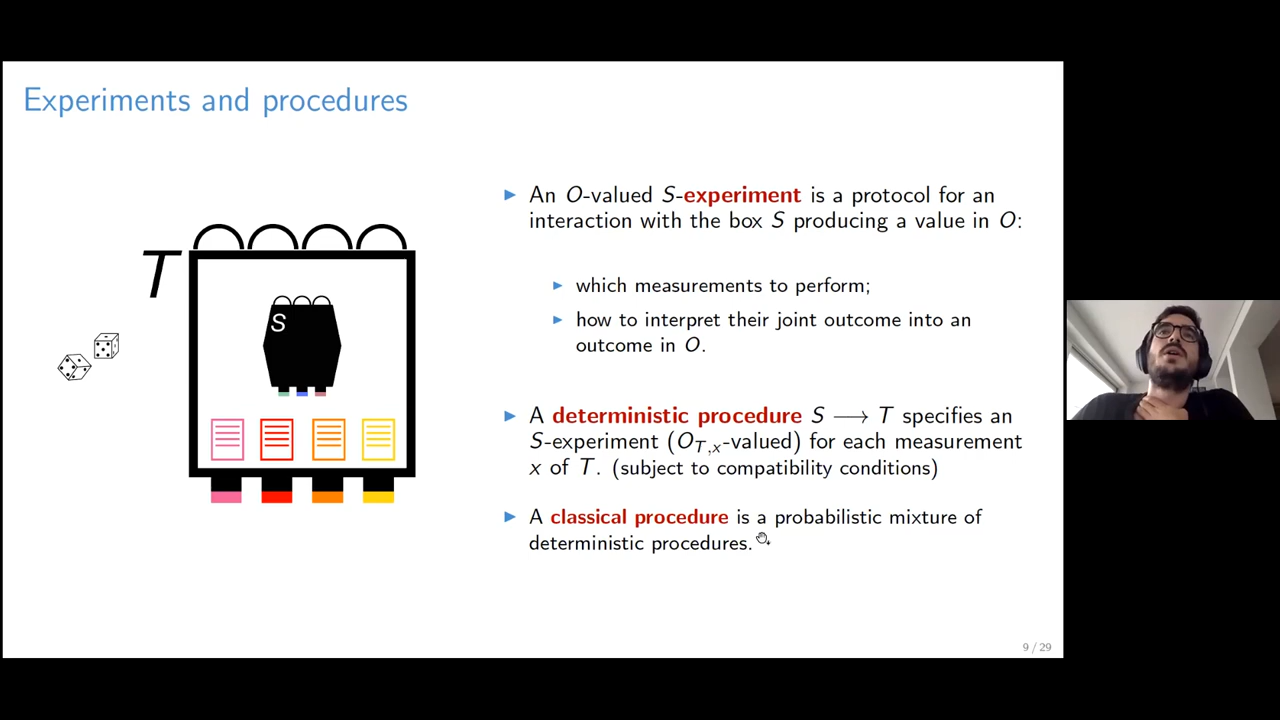 Experiments and procedures
T
S
▶ An O-valued S-experiment is a protocol for an
interaction with the box S producing a value in O:
▶ which measurements to perform;
▶ how to interpret their joint outcome into an
outcome in O.
▶ A deterministic procedure S ⟶ T specifies an
S-experiment (O_{T,x}-valued) for each measurement
x of T. (subject to compatibility conditions)
▶ A classical procedure is a probabilistic mixture of
deterministic procedures.
9 / 29